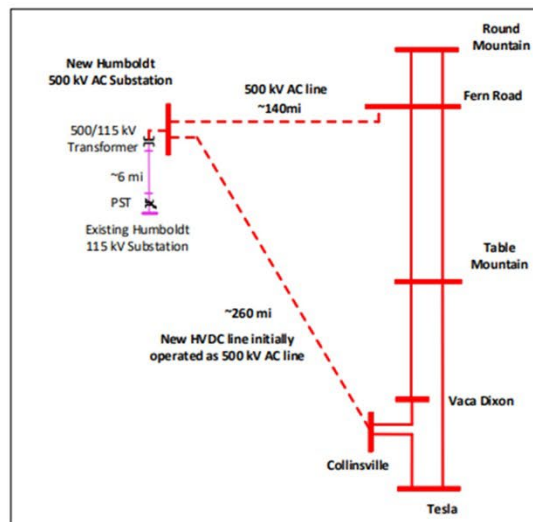 Round
Mountain
New Humboldt
500 kV AC Substation
500 kV AC line
~140mi
Fern Road
500/115 kV
Transformer
~6 mi
PST
Existing Humboldt
115 kV Substation
Table
Mountain
~260 mi
New HVDC line initially
operated as 500 kV AC line
Vaca Dixon
Collinsville
Tesla